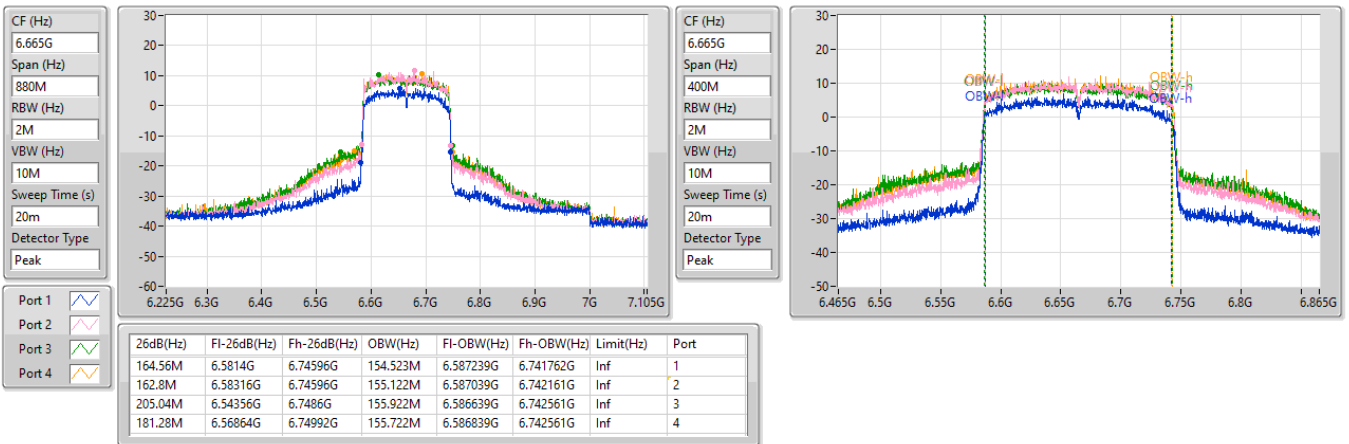 CF (Hz)
6.665G
Span (Hz)
880M
RBW (Hz)
2M
VBW (Hz)
10M
Sweep Time (s)
20m
Detector Type
Peak
30
20
10
0
-10
-20
-30
-40
-50
-60
6.225G 6.3G 6.4G 6.5G 6.6G 6.7G 6.8G 6.9G 7G 7.105G
CF (Hz)
6.665G
Span (Hz)
400M
RBW (Hz)
2M
VBW (Hz)
10M
Sweep Time (s)
20m
Detector Type
Peak
30
20
10
0
-10
-20
-30
-40
-50
OBW-l OBW-h
OBW-h
OBW-l OBW-h
6.465G 6.5G 6.55G 6.6G 6.65G 6.7G 6.75G 6.8G 6.865G
Port 1
Port 2
Port 3
Port 4
26dB(Hz) Fl-26dB(Hz) Fh-26dB(Hz) OBW(Hz) Fl-OBW(Hz) Fh-OBW(Hz) Limit(Hz) Port
164.56M 6.5814G 6.74596G 154.523M 6.587239G 6.741762G Inf 1
162.8M 6.58316G 6.74596G 155.122M 6.587039G 6.742161G Inf 2
205.04M 6.54356G 6.7486G 155.922M 6.586639G 6.742561G Inf 3
181.28M 6.56864G 6.74992G 155.722M 6.586839G 6.742561G Inf 4